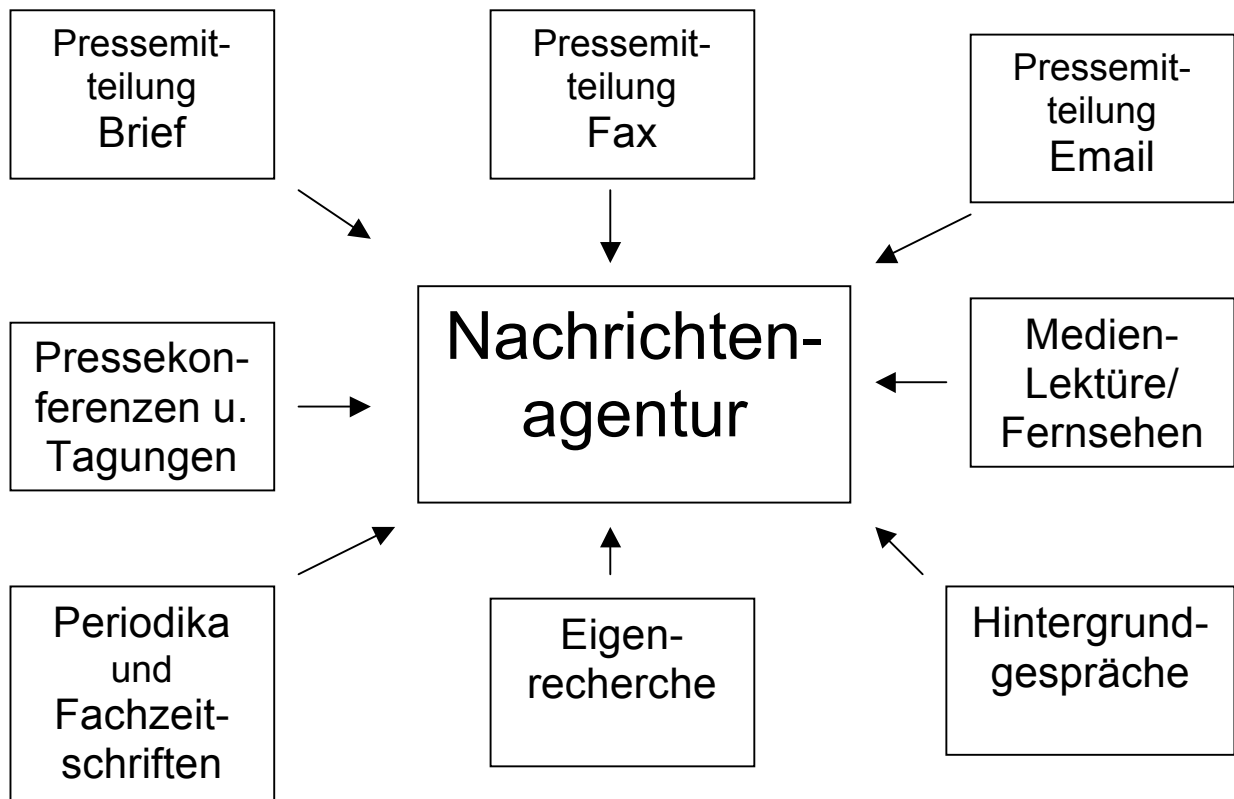 Pressemit-
teilung
Brief
Pressemit-
teilung
Fax
Pressemit-
teilung
Email
Pressekon-
ferenzen u.
Tagungen
Nachrichten-
agentur
Medien-
Lektüre/
Fernsehen
Periodika
und
Fachzeit-
schriften
Eigen-
recherche
Hintergrund-
gespräche